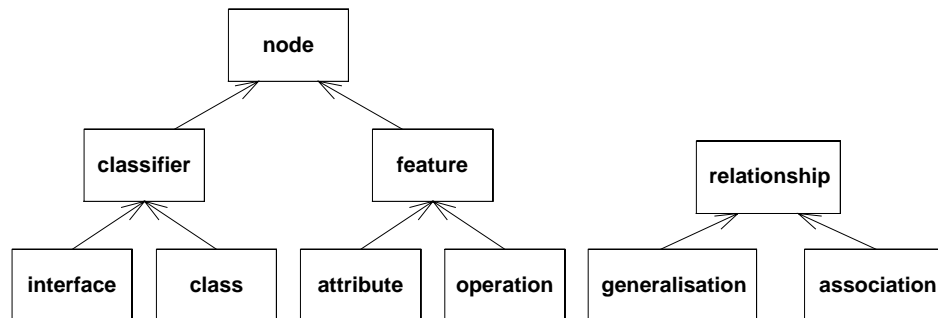 node
classifier
feature
relationship
interface
class
attribute
operation
generalisation
association